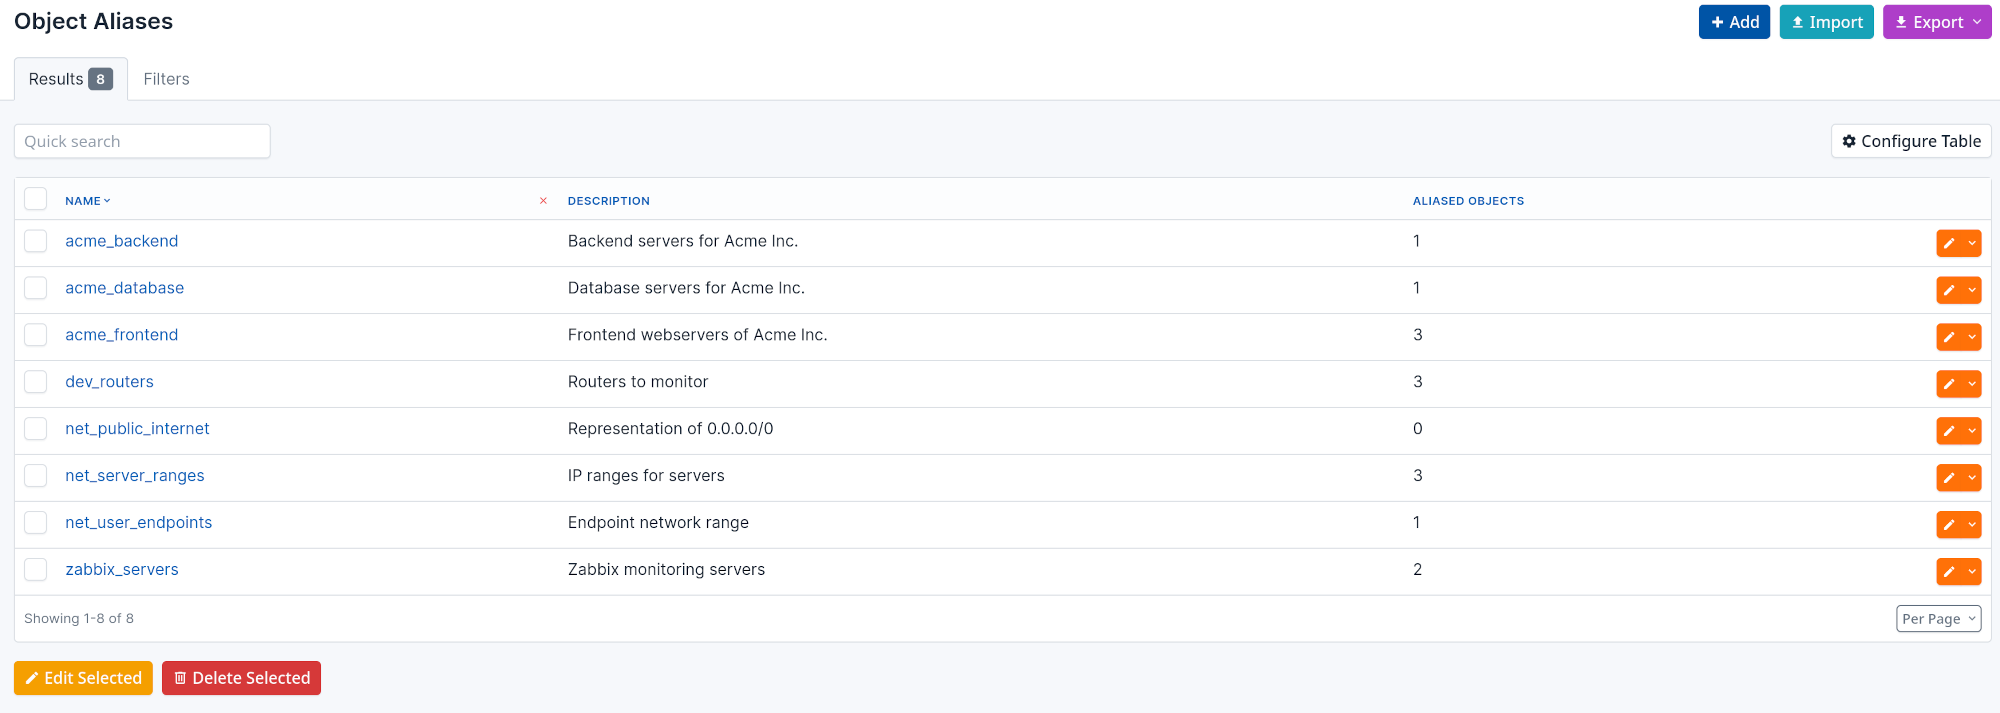 Object Aliases
Add Import Export
Results 8 Filters
Quick search
Configure Table
NAME DESCRIPTION ALIASED OBJECTS
acme_backend Backend servers for Acme Inc. 1
acme_database Database servers for Acme Inc. 1
acme_frontend Frontend webservers of Acme Inc. 3
dev_routers Routers to monitor 3
net_public_internet Representation of 0.0.0.0/0 0
net_server_ranges IP ranges for servers 3
net_user_endpoints Endpoint network range 1
zabbix_servers Zabbix monitoring servers 2
Showing 1-8 of 8 Per Page
Edit Selected Delete Selected